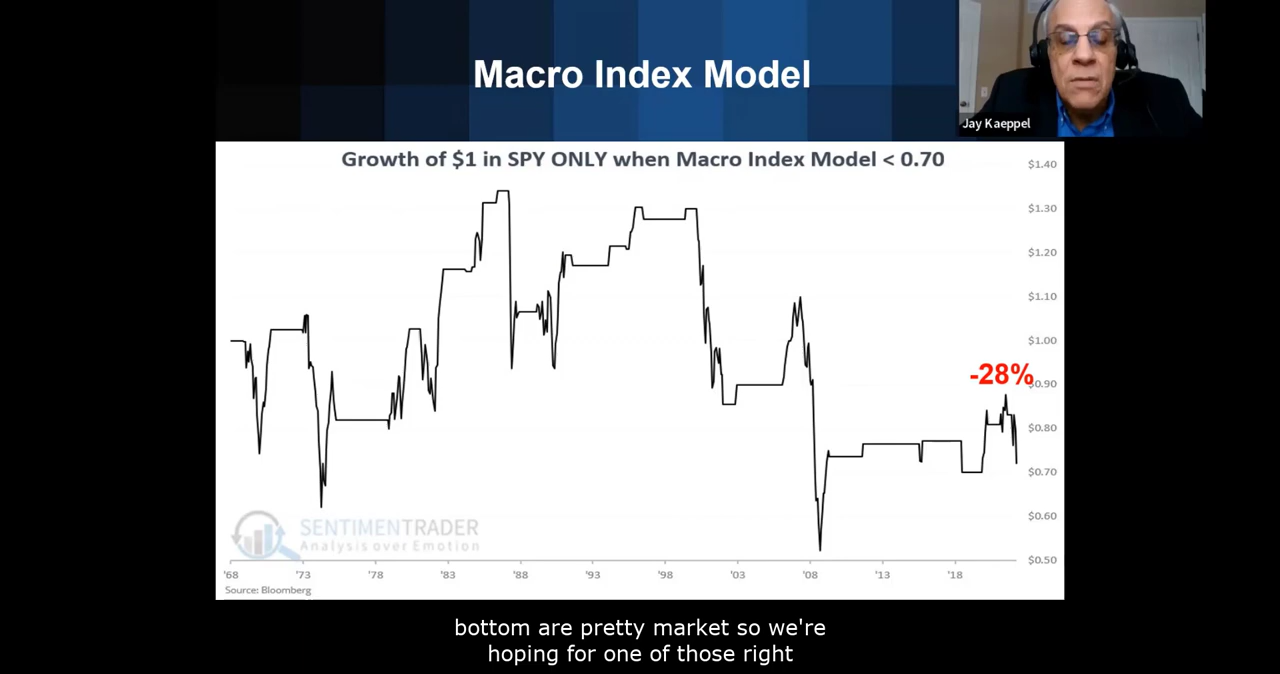 Macro Index Model
Jay Kaeppel
Growth of $1 in SPY ONLY when Macro Index Model < 0.70
$1.40
$1.30
$1.20
$1.10
$1.00
-28%
$0.90
$0.80
$0.70
$0.60
$0.50
SENTIMENTRADER
Analysis over Emotion
'68 '73 '78 '83 '88 '93 '98 '03 '08 '13 '18
Source: Bloomberg
bottom are pretty market so we're
hoping for one of those right